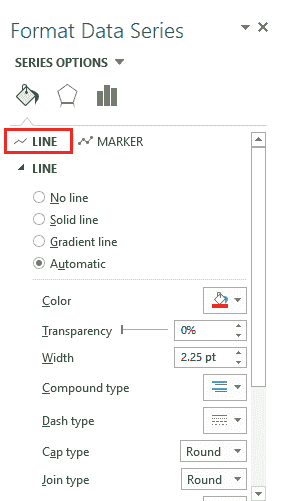 Format Data Series
SERIES OPTIONS
LINE MARKER
LINE
No line
Solid line
Gradient line
Automatic
Color
Transparency 0%
Width 2.25 pt
Compound type
Dash type
Cap type Round
Join type Round